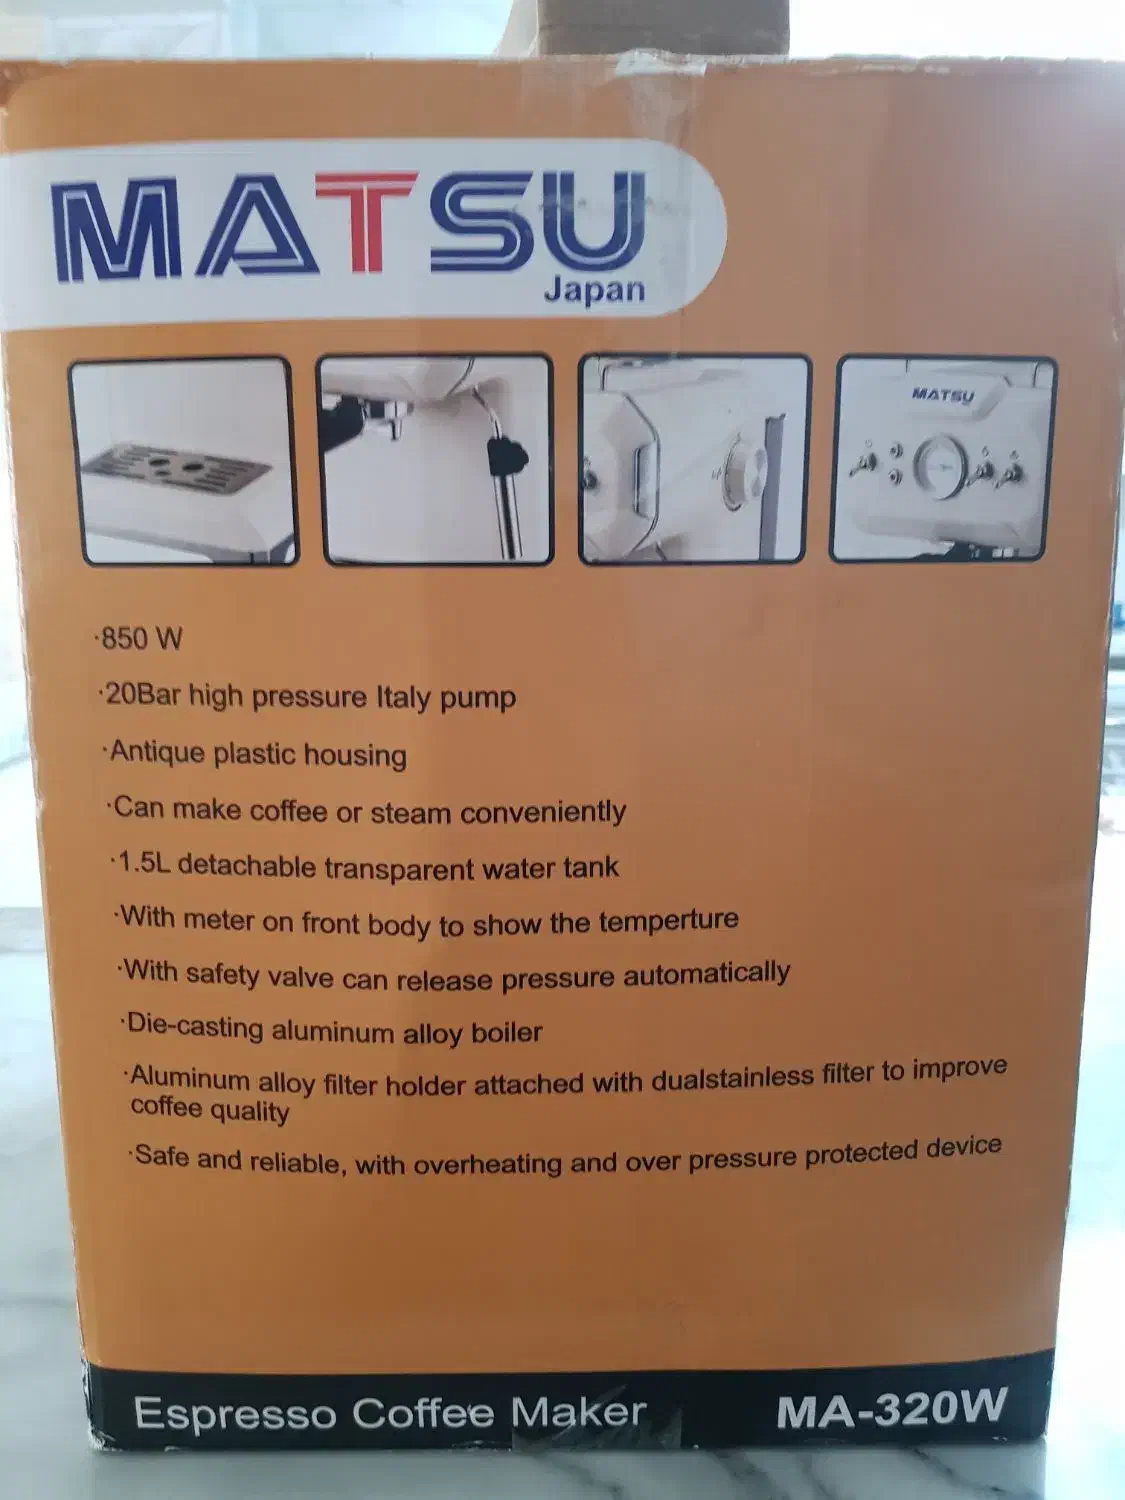 MATSU
Japan
MATSU
·850 W
·20Bar high pressure Italy pump
·Antique plastic housing
·Can make coffee or steam conveniently
·1.5L detachable transparent water tank
·With meter on front body to show the temperture
·With safety valve can release pressure automatically
·Die-casting aluminum alloy boiler
·Aluminum alloy filter holder attached with dualstainless filter to improve
coffee quality
·Safe and reliable, with overheating and over pressure protected device
Espresso Coffee Maker MA-320W